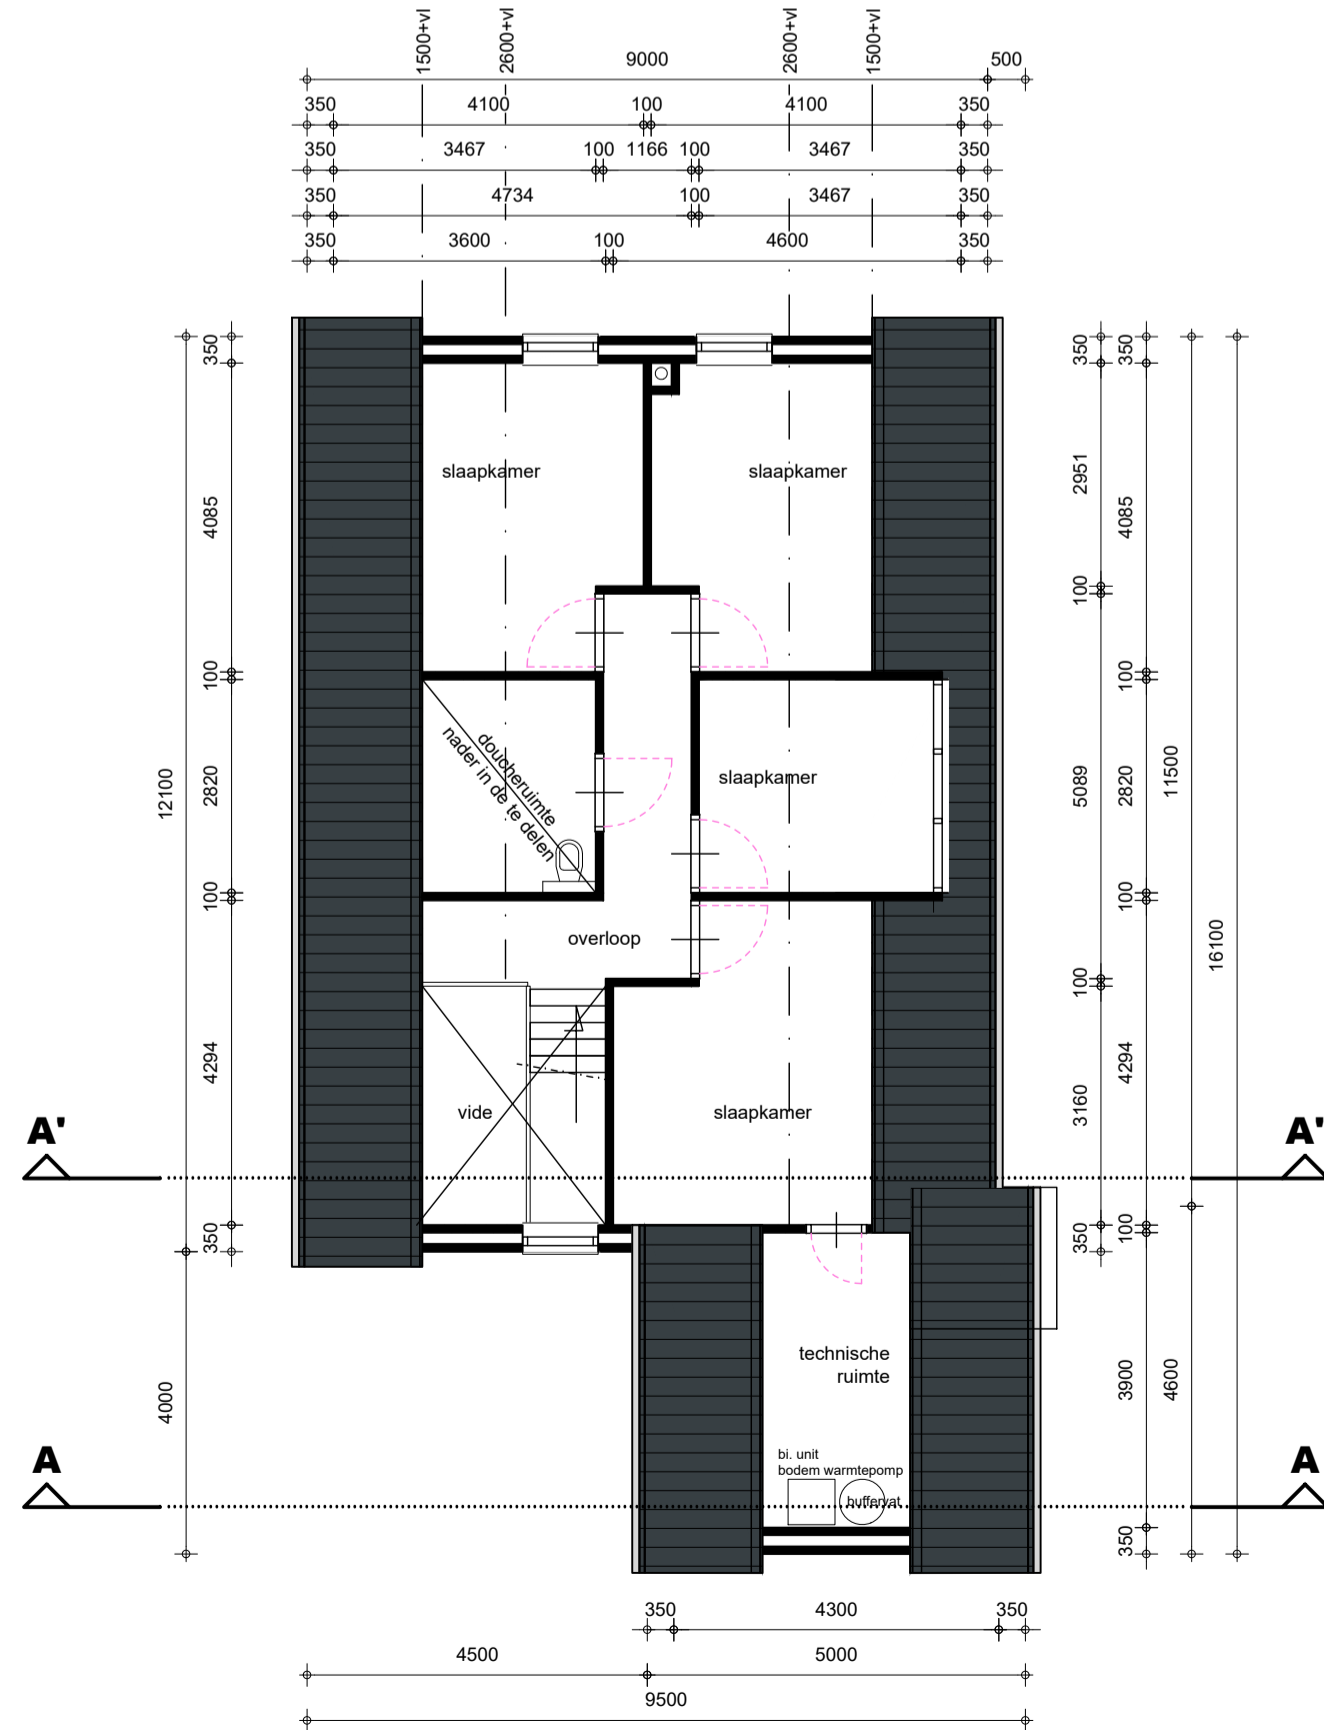 1500+vl
2600+vl
2600+vl
1500+vl
9000
500
350
4100
100
4100
350
350
3467
100
1166
100
3467
350
350
4734
100
3467
350
350
3600
100
4600
350
350
4085
100
2820
100
4294
350
12100
4000
350
2951
100
5089
100
3160
350
350
4085
100
2820
100
4294
100
3900
350
11500
4600
16100
slaapkamer
slaapkamer
doucheruimte
nader in de te delen
slaapkamer
overloop
vide
slaapkamer
A'
A'
technische
ruimte
bi. unit
bodem warmtepomp
buffervat
A
A
350
4300
350
4500
5000
9500